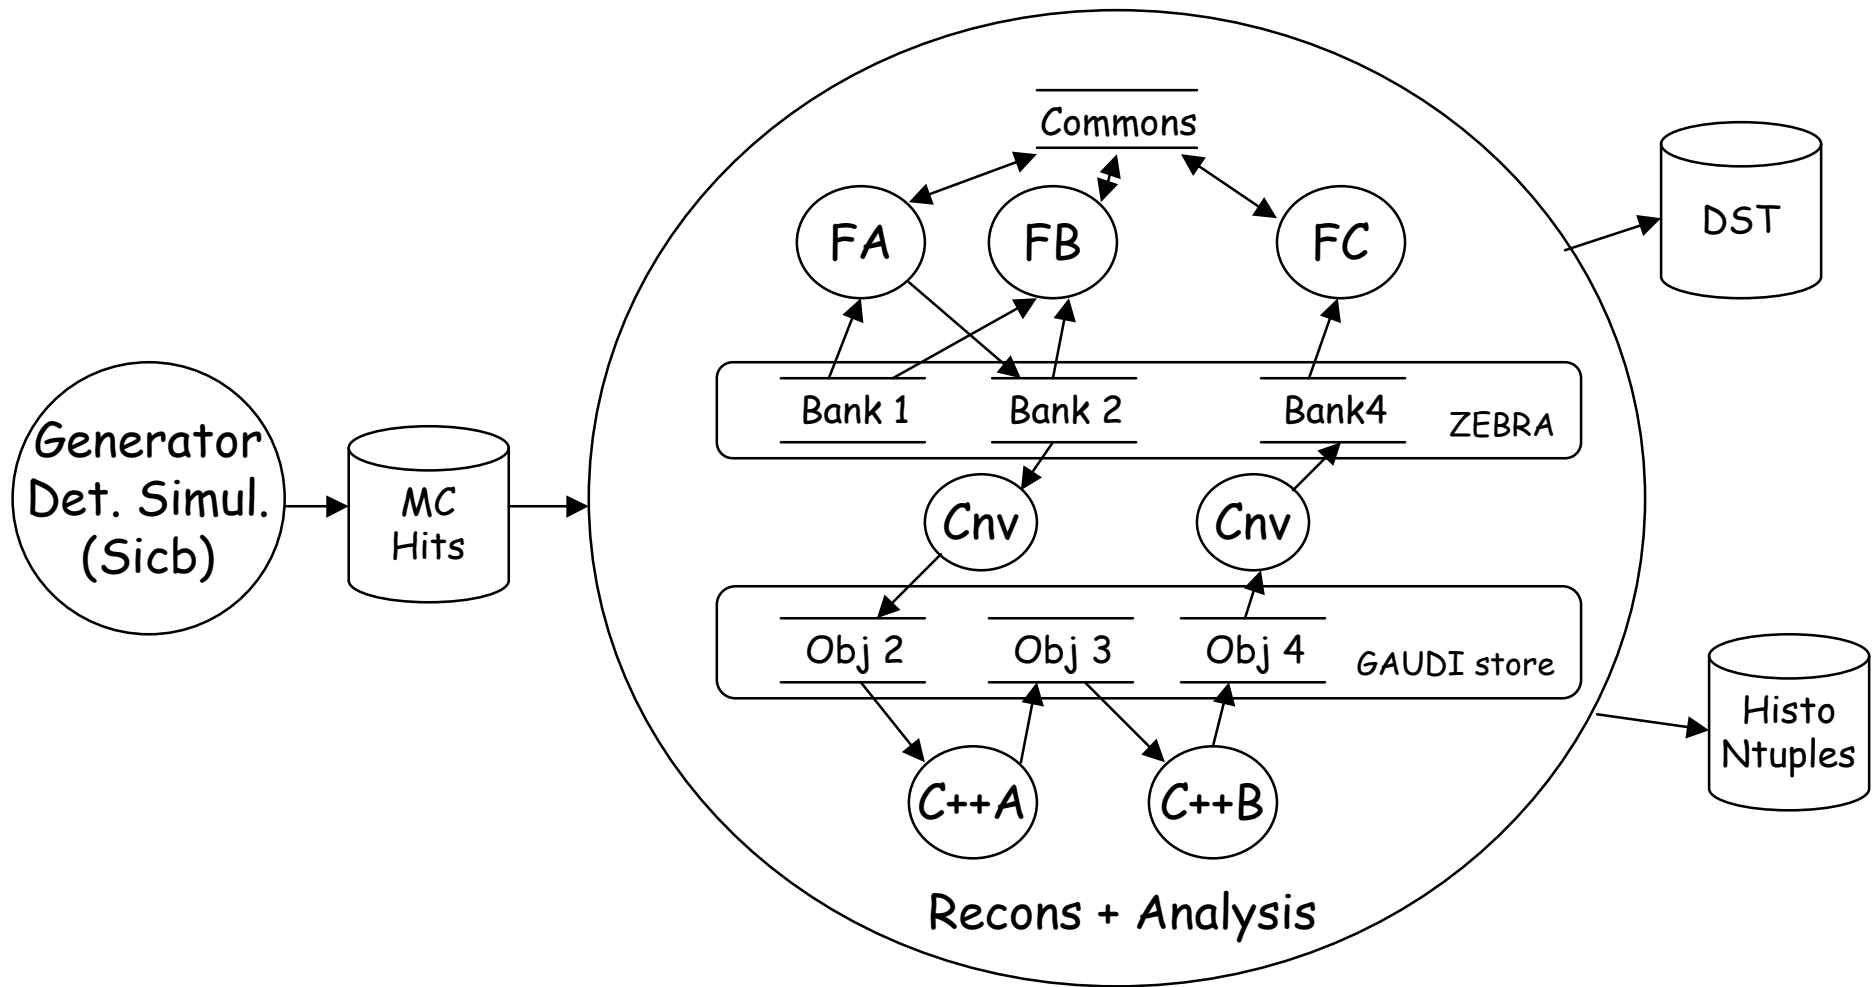 Commons
FA
FB
FC
DST
Bank 1
Bank 2
Bank4
ZEBRA
Generator
Det. Simul.
(Sicb)
MC
Hits
Cnv
Cnv
Obj 2
Obj 3
Obj 4
GAUDI store
Histo
Ntuples
C++A
C++B
Recons + Analysis